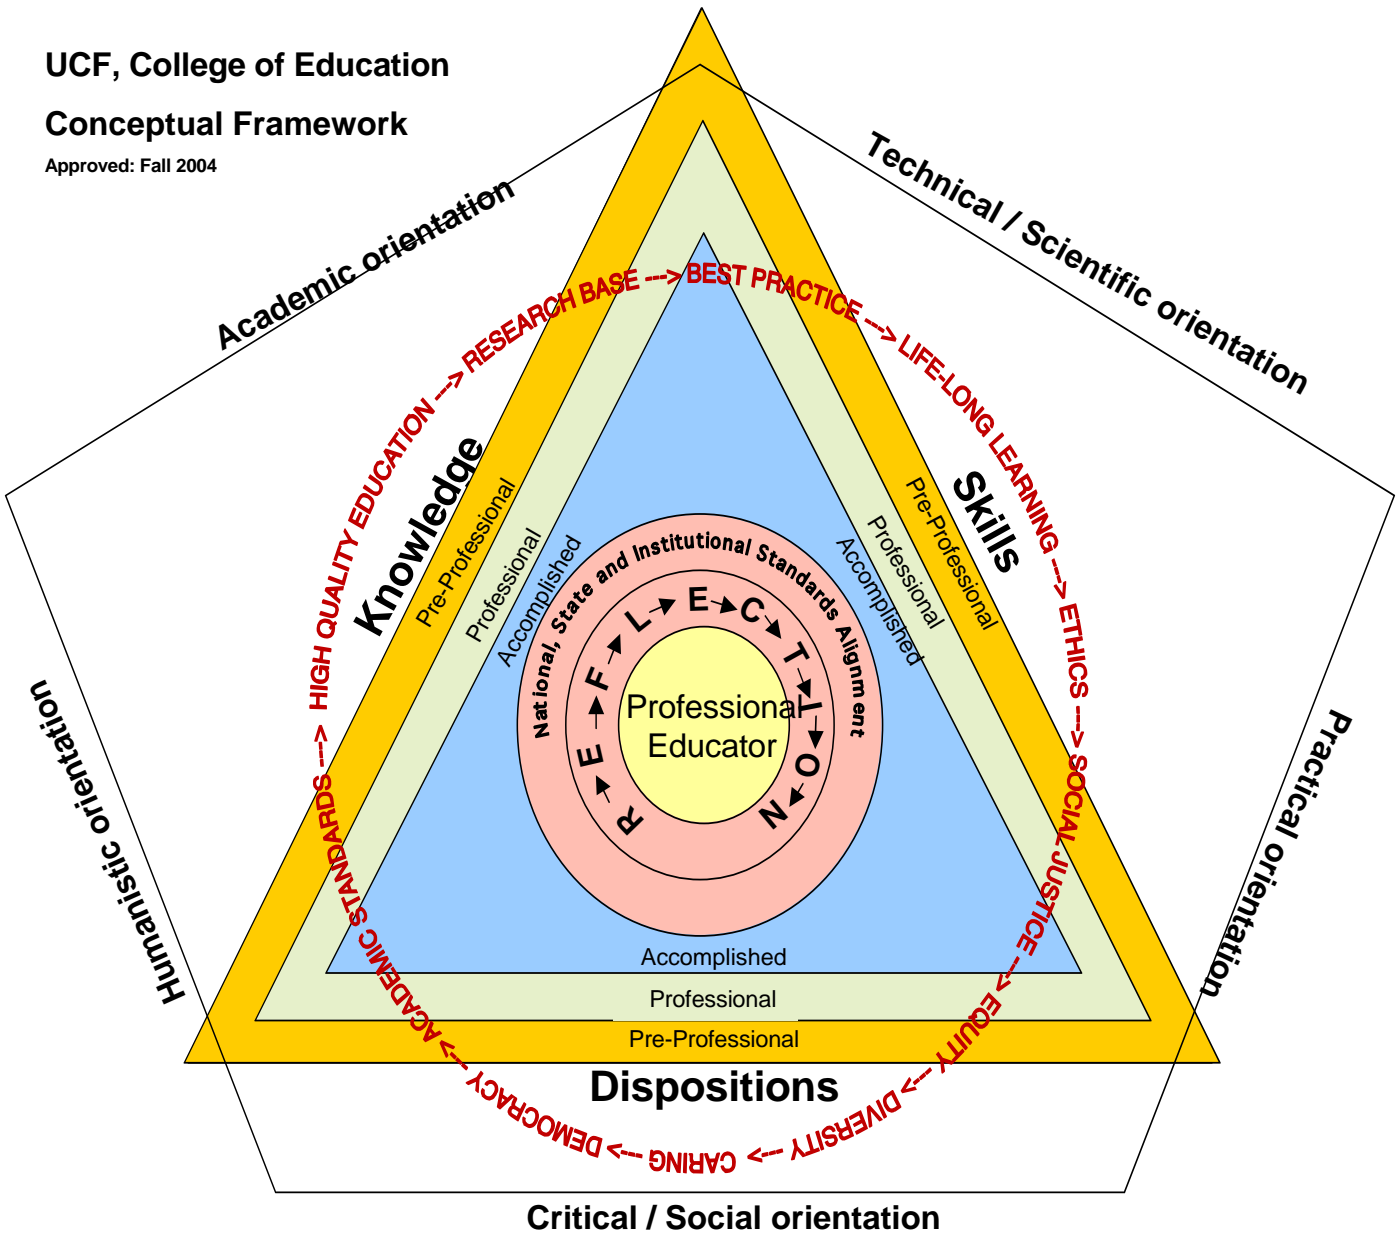 UCF, College of Education
Conceptual Framework
Approved: Fall 2004
Academic orientation
Technical / Scientific orientation
HIGH QUALITY EDUCATION ---> RESEARCH BASE ---> BEST PRACTICE ---> LIFE-LONG LEARNING ---> ETHICS ---> SOCIAL JUSTICE ---> EQUITY ---> DIVERSITY ---> CARING ---> DEMOCRACY ---> ACADEMIC STANDARDS --->
Knowledge
Pre-Professional
Professional
Accomplished
Skills
Pre-Professional
Professional
Accomplished
National, State and Institutional Standards Alignment
R E F L E C T I O N
Professional
Educator
Humanistic orientation
Practical orientation
Accomplished
Professional
Pre-Professional
Dispositions
Critical / Social orientation